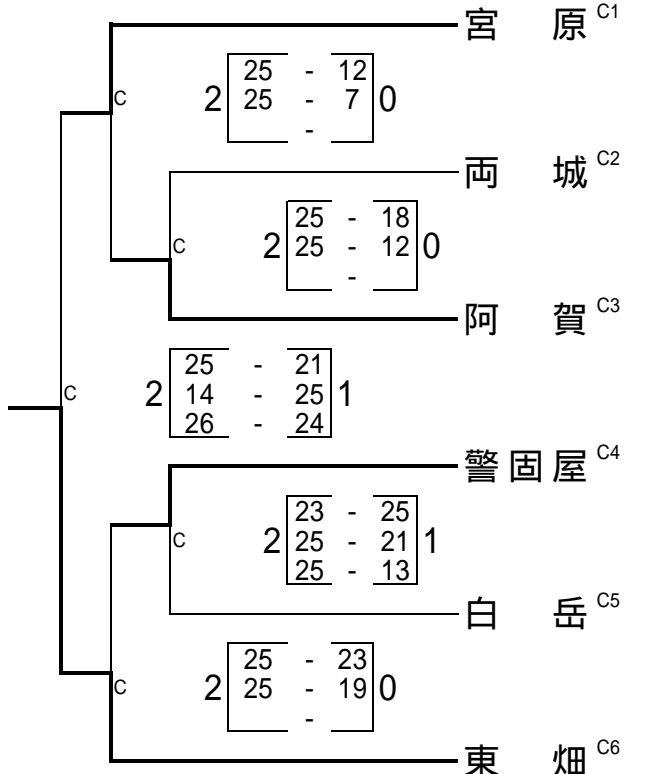 宮 原 C1
25 - 12
C 2 25 - 7 0
-
両 城 C2
25 - 18
C 2 25 - 12 0
-
阿 賀 C3
25 - 21
C 2 14 - 25 1
26 - 24
警固屋 C4
23 - 25
C 2 25 - 21 1
25 - 13
白 岳 C5
25 - 23
C 2 25 - 19 0
-
東 畑 C6